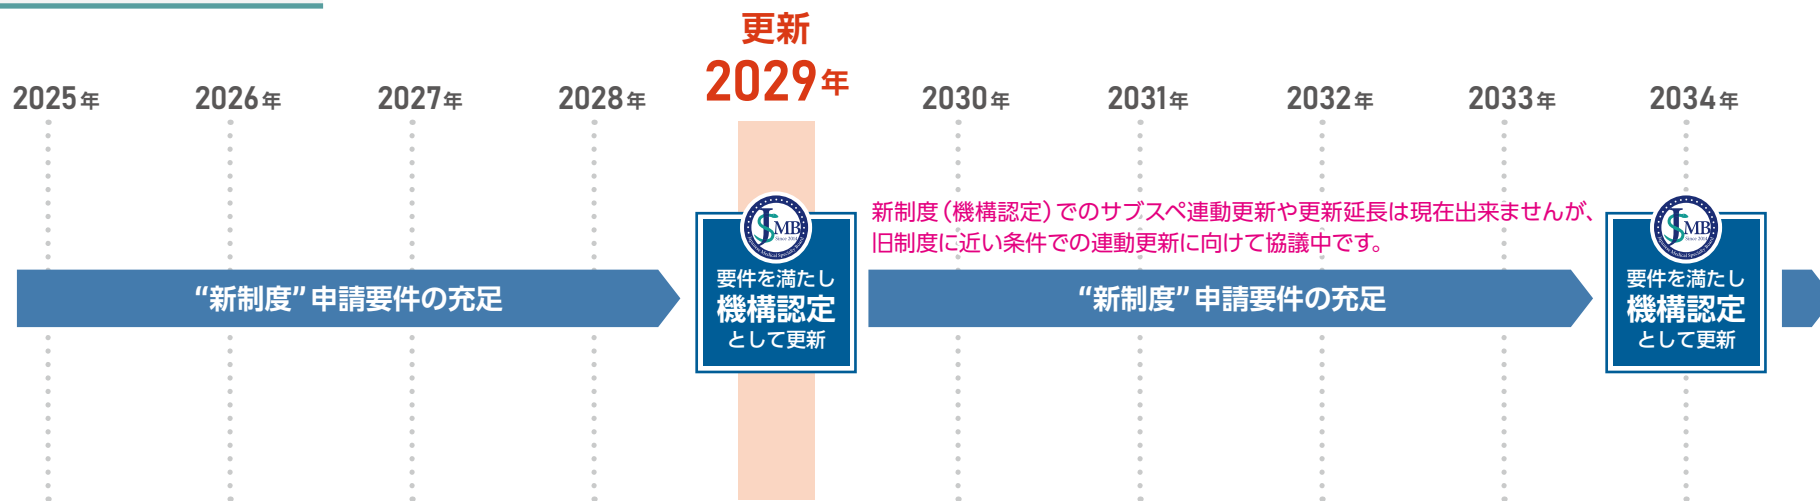 更新
2025年 2026年 2027年 2028年 2029年 2030年 2031年 2032年 2033年 2034年
新制度（機構認定）でのサブスペ連動更新や更新延長は現在出来ませんが、
旧制度に近い条件での連動更新に向けて協議中です。
“新制度”申請要件の充足
JSMB
Since 2014
要件を満たし
機構認定
として更新
“新制度”申請要件の充足
JSMB
Since 2014
要件を満たし
機構認定
として更新